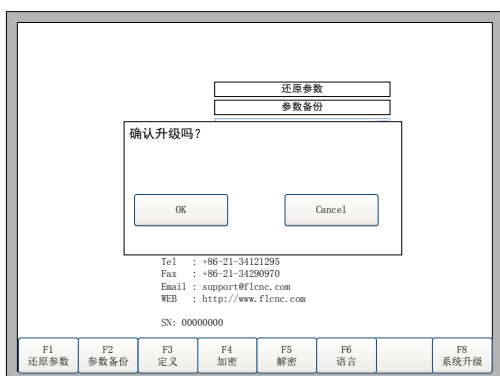 还原参数
参数备份
确认升级吗？
OK
Cancel
Tel : +86-21-34121295
Fax : +86-21-34290970
Email : support@flcnc.com
WEB : http://www.flcnc.com
SN: 00000000
F1 F2 F3 F4 F5 F6 F8
还原参数 参数备份 定义 加密 解密 语言 系统升级